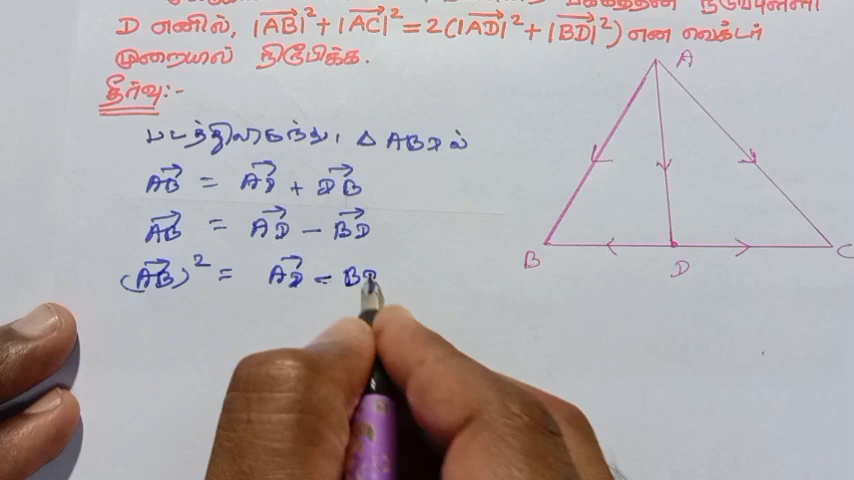 D எனில், |AB→|² + |AC→|² = 2(|AD→|² + |BD→|²) என வெக்டர்
முறையால் நிரூபிக்க.
தீர்வு:-
படத்திலிருந்து, Δ ABD ல்
AB→ = AD→ + DB→
AB→ = AD→ - BD→
(AB→)² = AD→ - BD
A
B
D
C